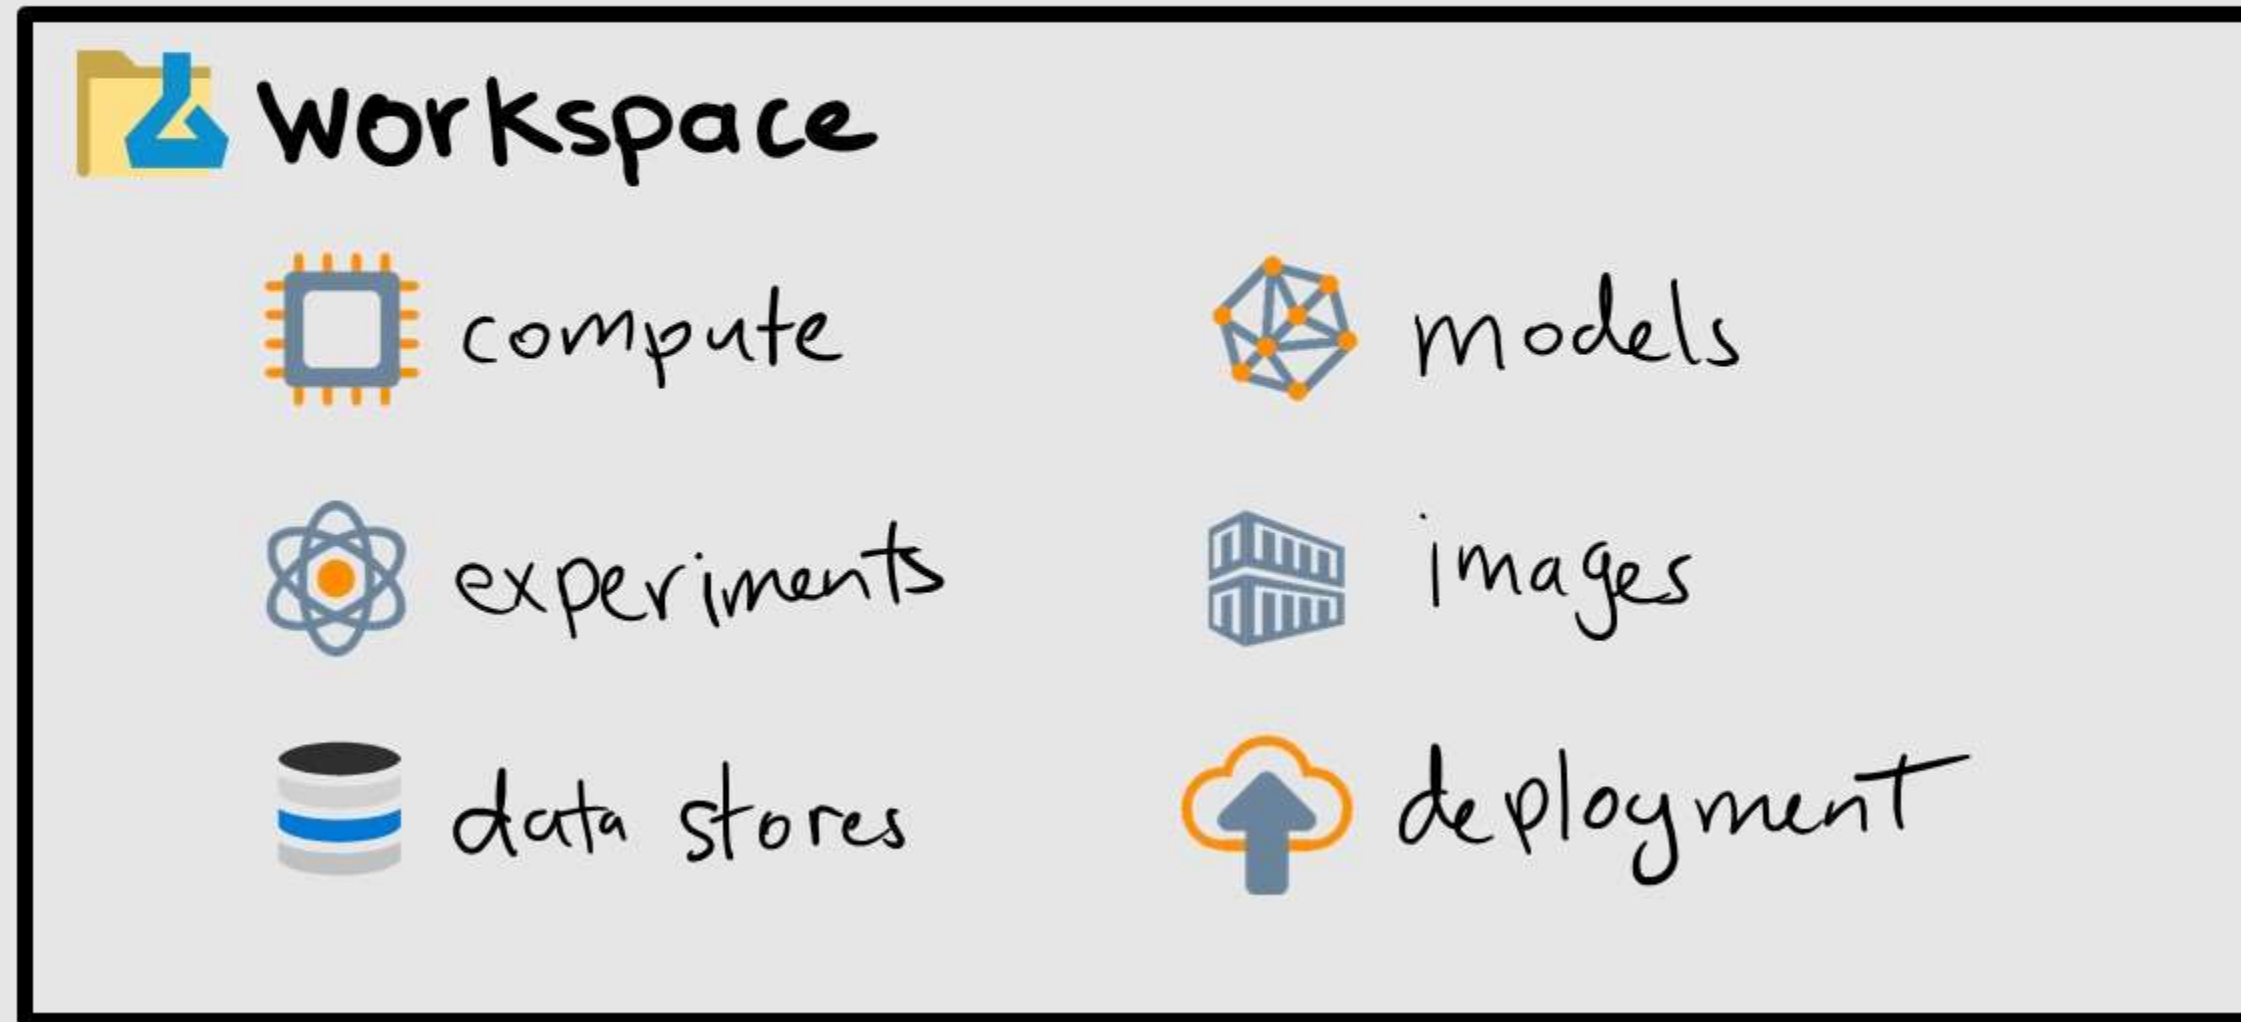 Workspace
compute
models
experiments
images
data stores
deployment